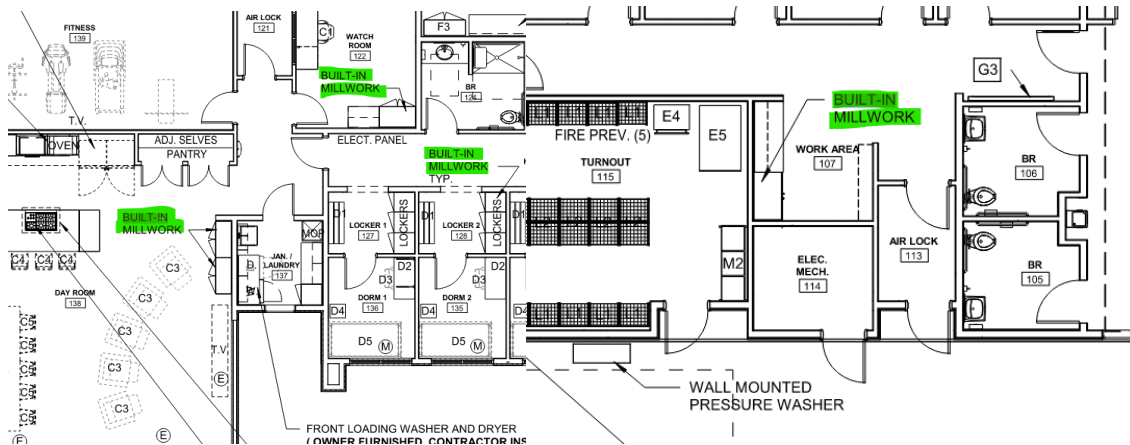 FITNESS
139
AIR LOCK
121
C1
WATCH
ROOM
122
BUILT-IN
MILLWORK
F3
BR
124
T.V.
OVEN
ADJ. SELVES
PANTRY
ELECT. PANEL
BUILT-IN
MILLWORK
TYP.
BUILT-IN
MILLWORK
C4
C4
C4
DAY ROOM
138
C3
C3
C3
C3
C3
T.V.
E
E
E
MOP
D.
JAN. /
LAUNDRY
137
D1
LOCKER 1
127
LOCKERS
D1
LOCKER 2
128
LOCKERS
D1
D2
D3
DORM 1
136
D4
D5
M
D2
D3
DORM 2
135
D4
D5
M
D4
FRONT LOADING WASHER AND DRYER
( OWNER FURNISHED, CONTRACTOR INS
FIRE PREV. (5)
E4
E5
TURNOUT
115
M2
BUILT-IN
MILLWORK
WORK AREA
107
G3
BR
106
AIR LOCK
113
ELEC.
MECH.
114
BR
105
WALL MOUNTED
PRESSURE WASHER